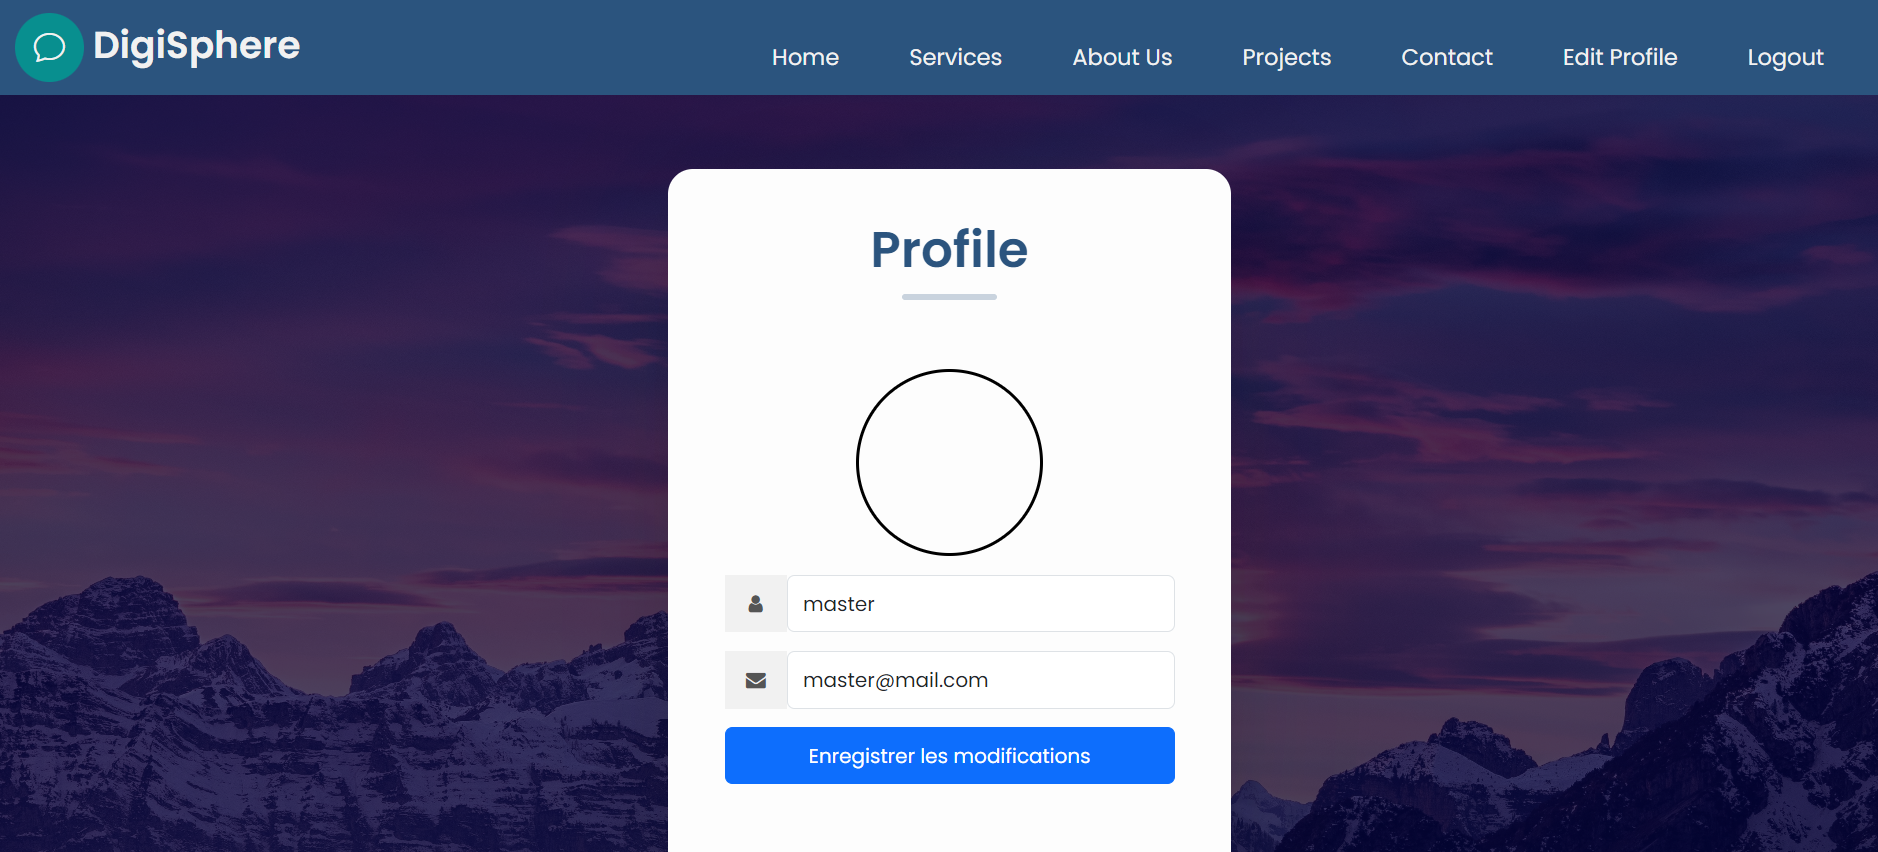 DigiSphere
Home Services About Us Projects Contact Edit Profile Logout
Profile
master
master@mail.com
Enregistrer les modifications